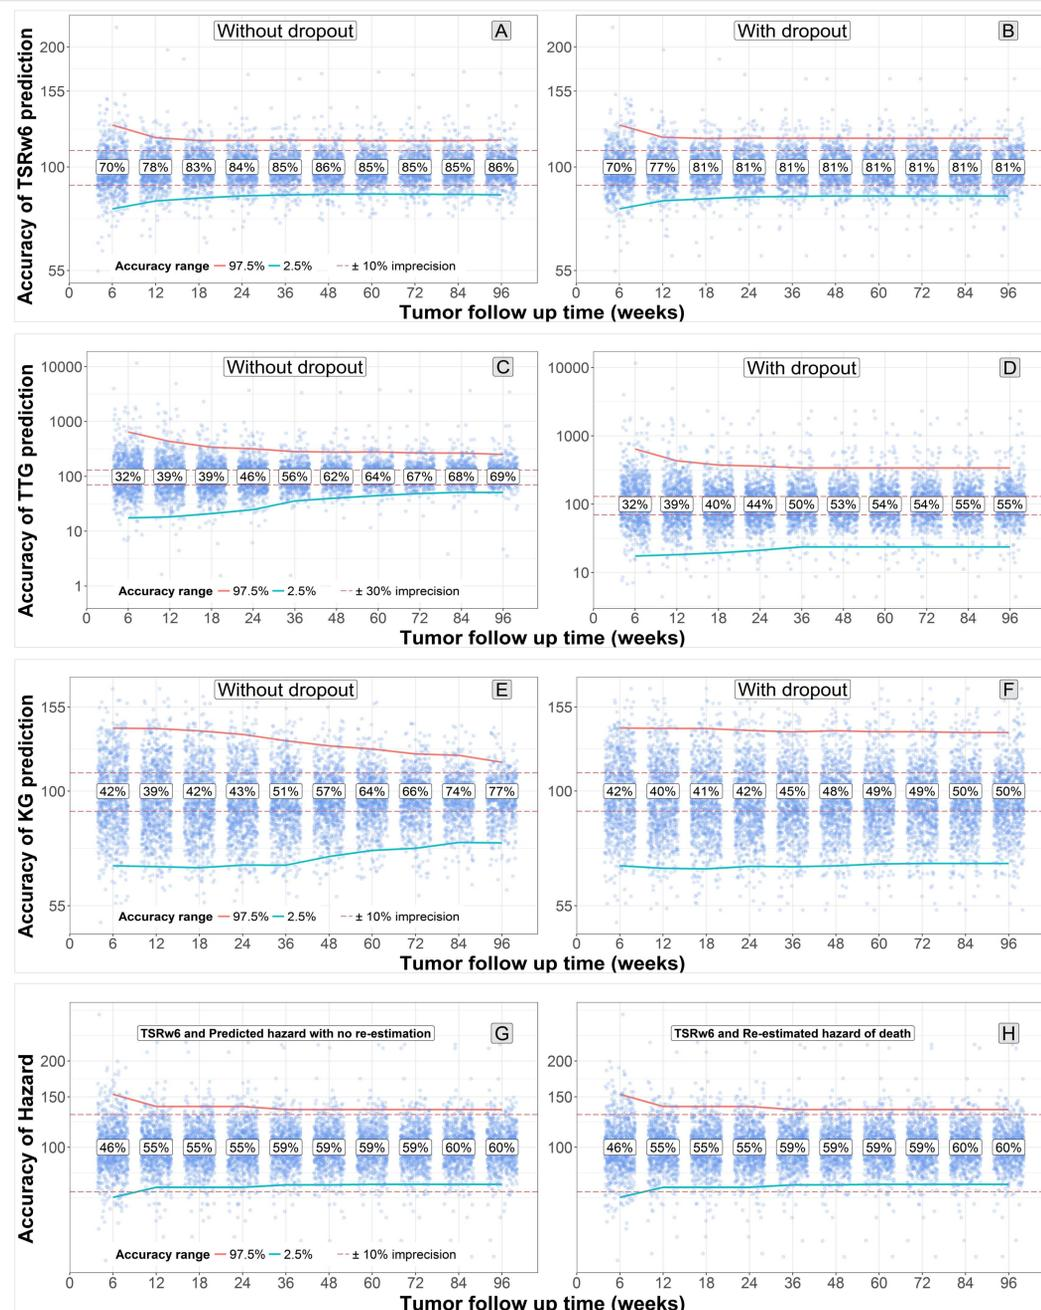 Without dropout A
With dropout B
Accuracy of TSRw6 prediction
200
155
100
55
70% 78% 83% 84% 85% 86% 85% 85% 85% 86%
Accuracy range 97.5% 2.5% ± 10% imprecision
0 6 12 18 24 36 48 60 72 84 96
200
155
100
55
70% 77% 81% 81% 81% 81% 81% 81% 81% 81%
0 6 12 18 24 36 48 60 72 84 96
Tumor follow up time (weeks)
Without dropout C
With dropout D
Accuracy of TTG prediction
10000
1000
100
10
1
32% 39% 39% 46% 56% 62% 64% 67% 68% 69%
Accuracy range 97.5% 2.5% ± 30% imprecision
0 6 12 18 24 36 48 60 72 84 96
10000
1000
100
10
32% 39% 40% 44% 50% 53% 54% 54% 55% 55%
0 6 12 18 24 36 48 60 72 84 96
Tumor follow up time (weeks)
Without dropout E
With dropout F
Accuracy of KG prediction
155
100
55
42% 39% 42% 43% 51% 57% 64% 66% 74% 77%
Accuracy range 97.5% 2.5% ± 10% imprecision
0 6 12 18 24 36 48 60 72 84 96
155
100
55
42% 40% 41% 42% 45% 48% 49% 49% 50% 50%
0 6 12 18 24 36 48 60 72 84 96
Tumor follow up time (weeks)
TSRw6 and Predicted hazard with no re-estimation G
TSRw6 and Re-estimated hazard of death H
Accuracy of Hazard
200
150
100
46% 55% 55% 55% 59% 59% 59% 59% 60% 60%
Accuracy range 97.5% 2.5% ± 10% imprecision
0 6 12 18 24 36 48 60 72 84 96
200
150
100
46% 55% 55% 55% 59% 59% 59% 59% 60% 60%
0 6 12 18 24 36 48 60 72 84 96
Tumor follow up time (weeks)